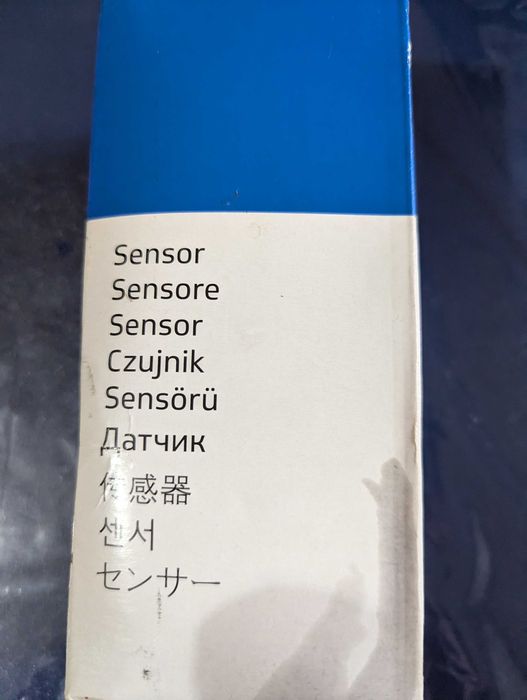 Sensor
Sensore
Sensor
Czujnik
Sensörü
Датчик
传感器
센서
センサー